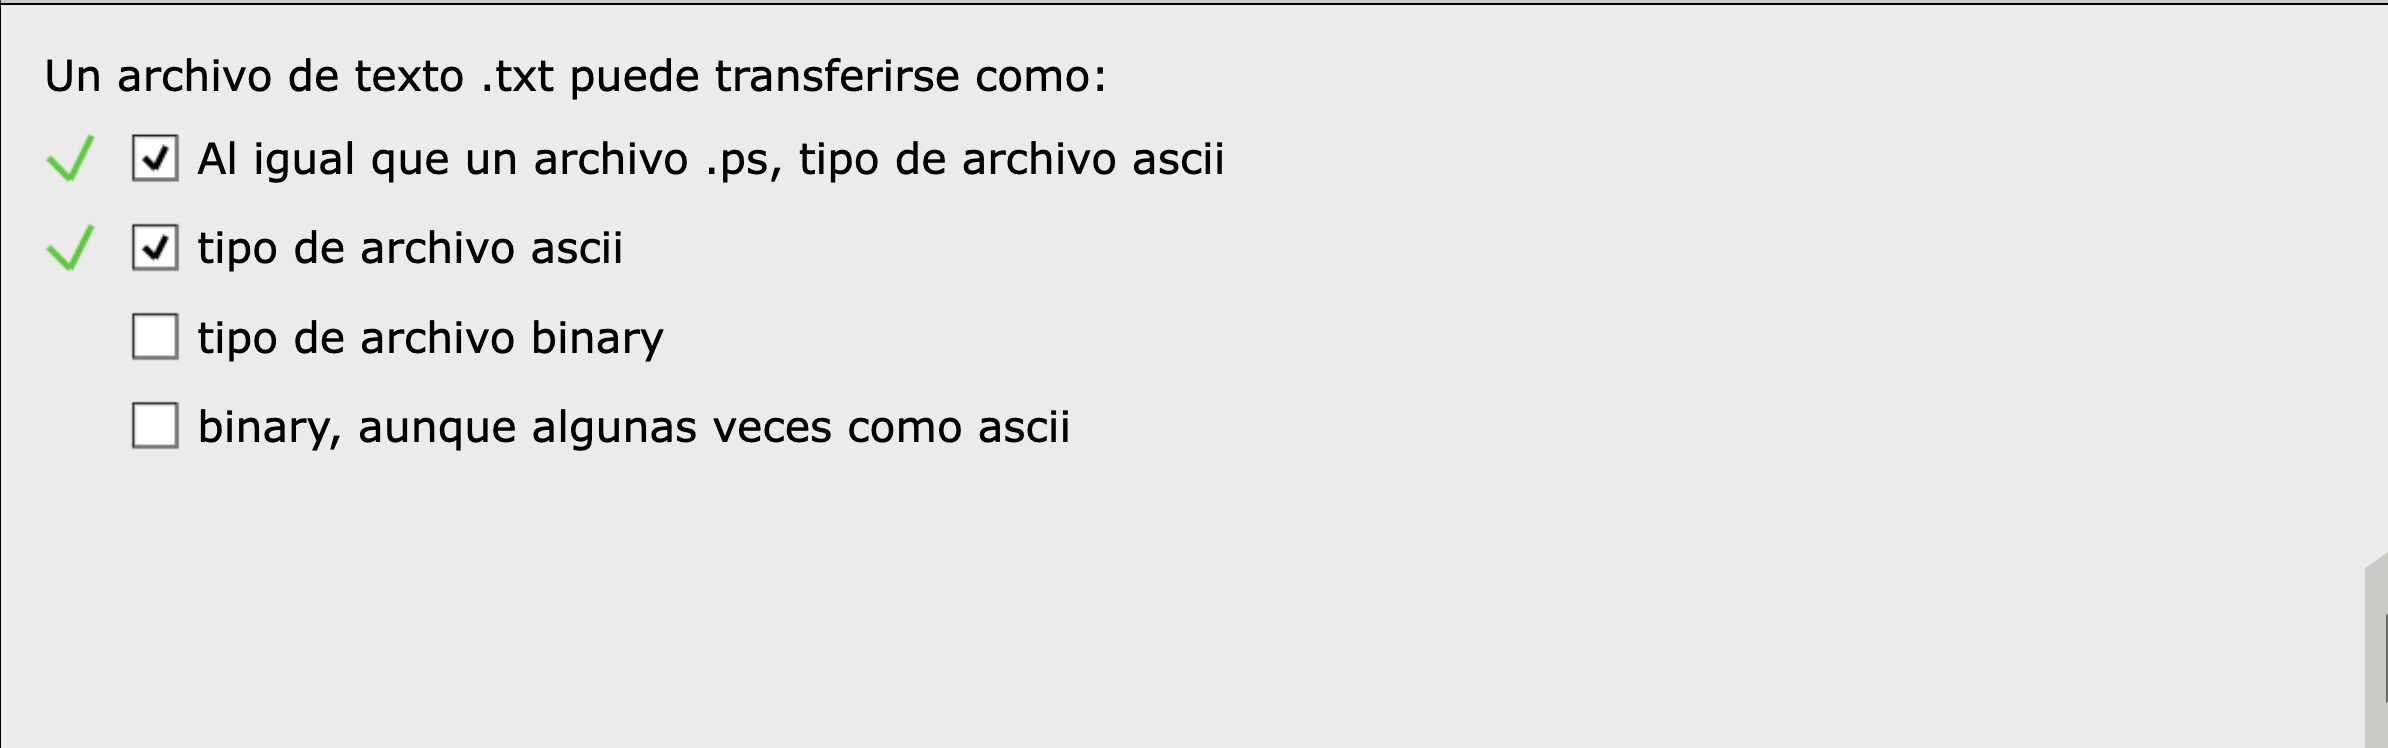 Un archivo de texto .txt puede transferirse como:
Al igual que un archivo .ps, tipo de archivo ascii
tipo de archivo ascii
tipo de archivo binary
binary, aunque algunas veces como ascii